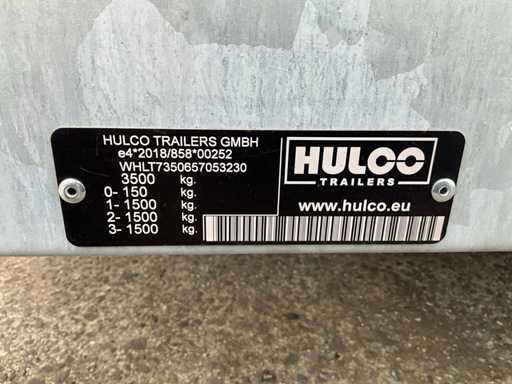 HULCO TRAILERS GMBH
e4*2018/858*00252
WHLT7350657053230
3500 kg.
0- 150 kg.
1- 1500 kg.
2- 1500 kg.
3- 1500 kg.
HULCO
TRAILERS
www.hulco.eu